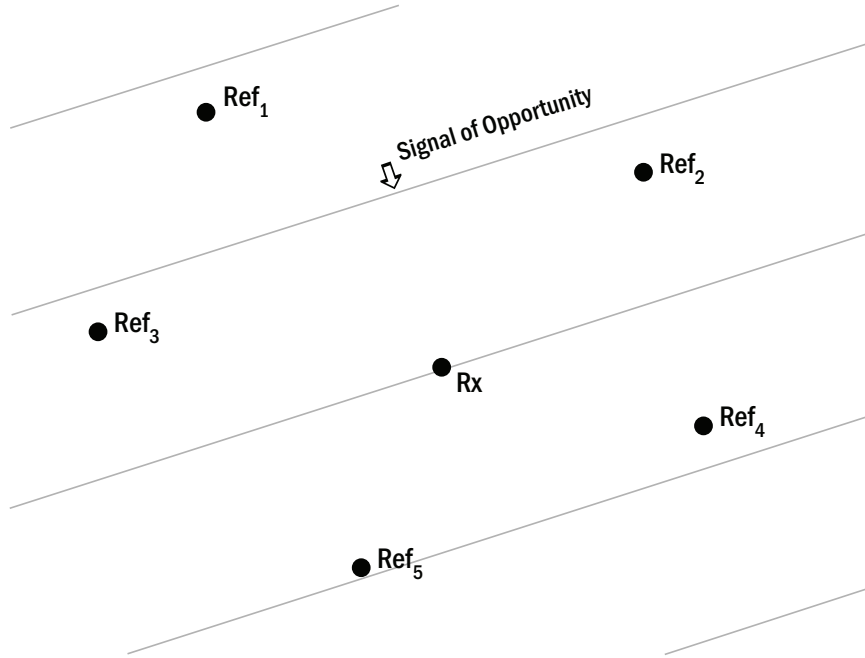 Ref₁
Signal of Opportunity
Ref₂
Ref₃
Rx
Ref₄
Ref₅